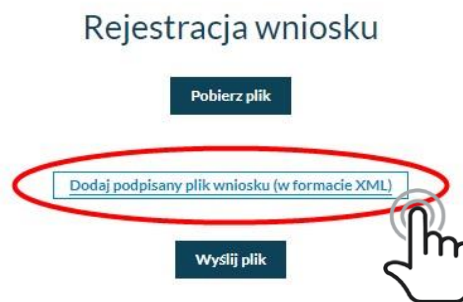 Rejestracja wniosku
Pobierz plik
Dodaj podpisany plik wniosku (w formacie XML)
Wyślij plik